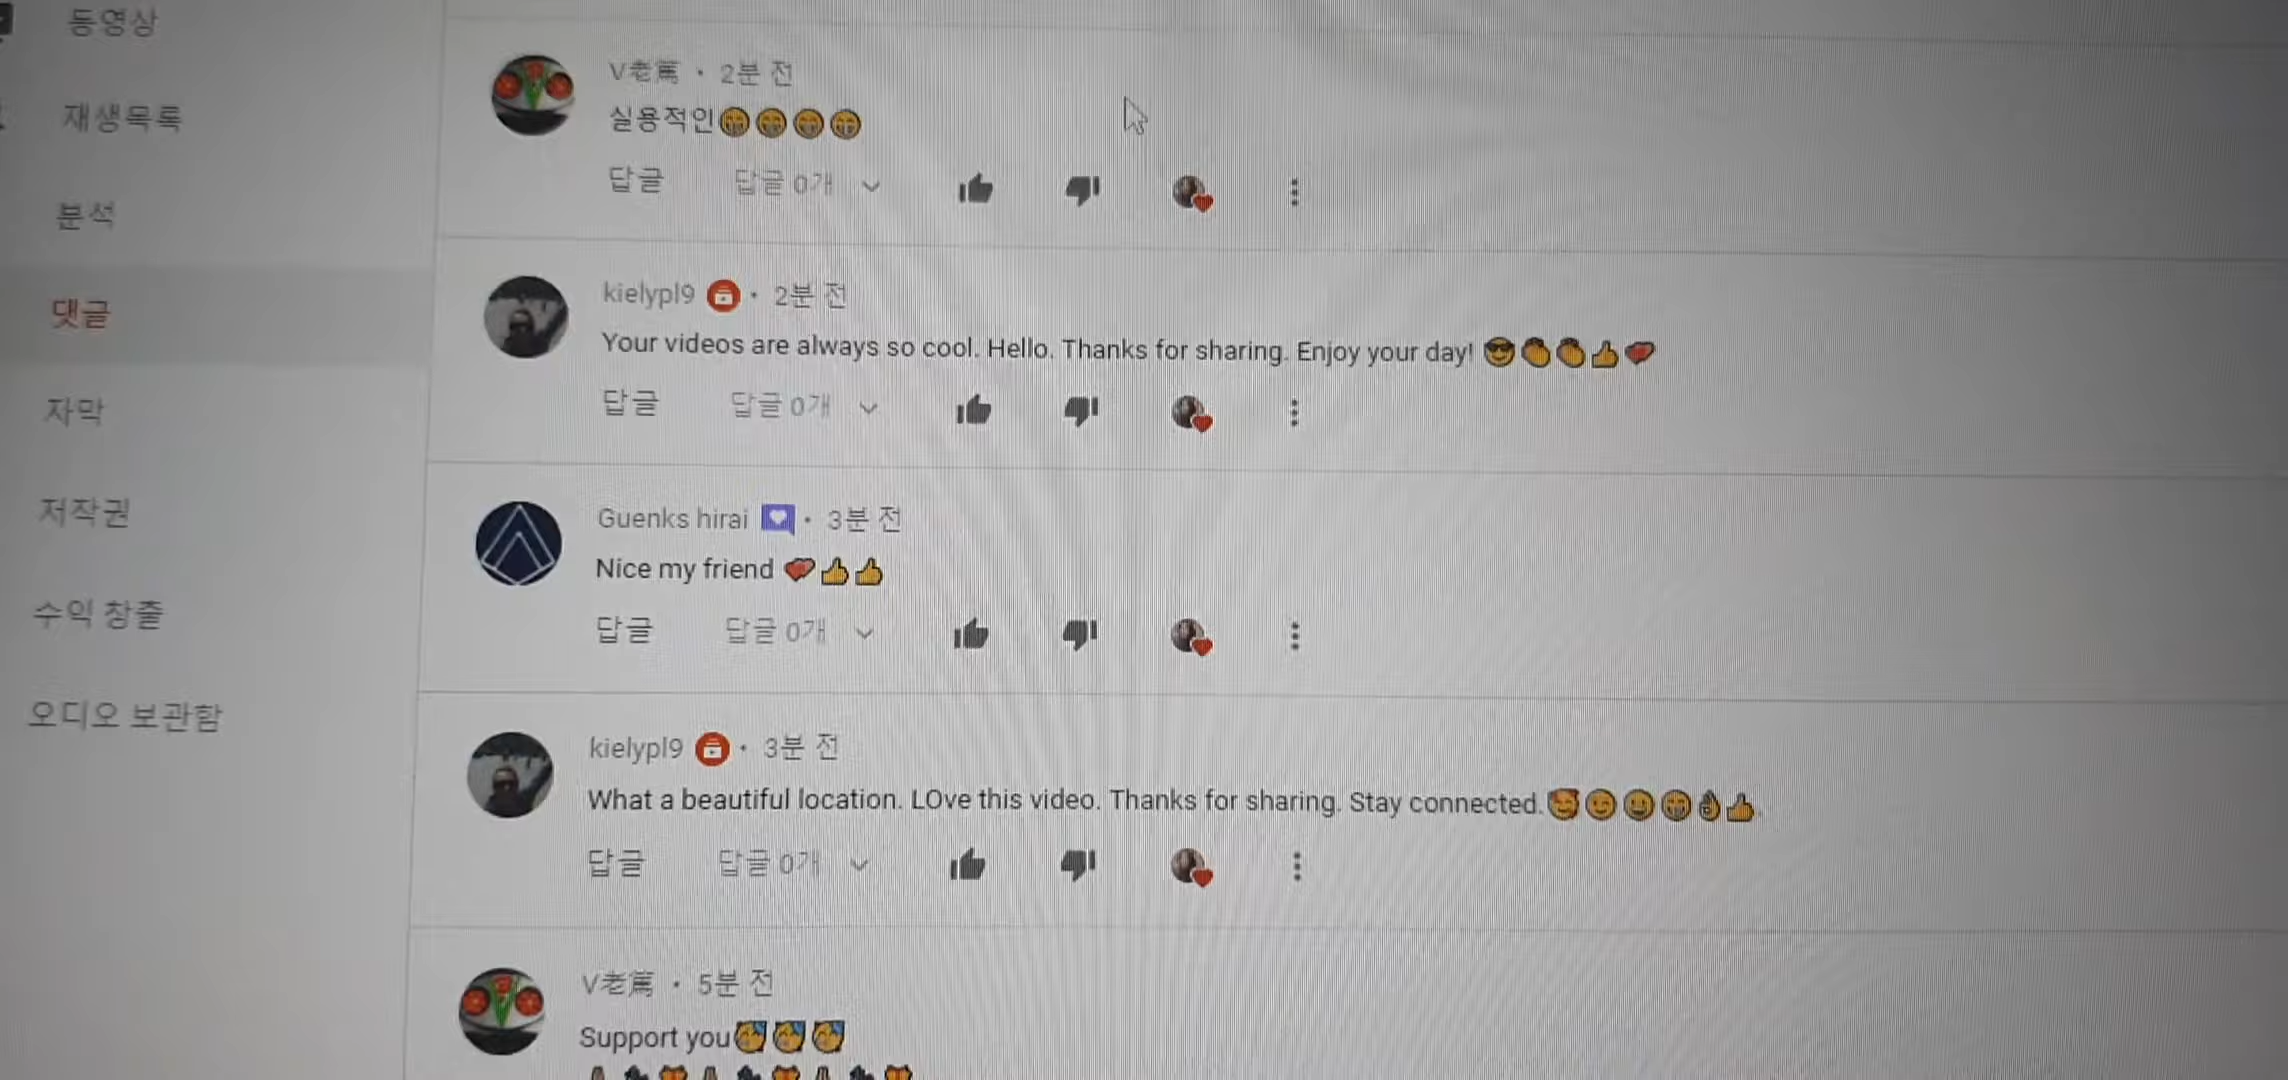 동영상
재생목록
분석
댓글
자막
저작권
수익 창출
오디오 보관함
V老篤 · 2분 전
실용적인😁😁😁😁
답글 답글 0개
kielypl9 · 2분 전
Your videos are always so cool. Hello. Thanks for sharing. Enjoy your day! 😎👏👏👍💕
답글 답글 0개
Guenks hirai · 3분 전
Nice my friend 💕👍👍
답글 답글 0개
kielypl9 · 3분 전
What a beautiful location. LOve this video. Thanks for sharing. Stay connected.🥰😉😃😁👌👍
답글 답글 0개
V老篤 · 5분 전
Support you🥳🥳🥳